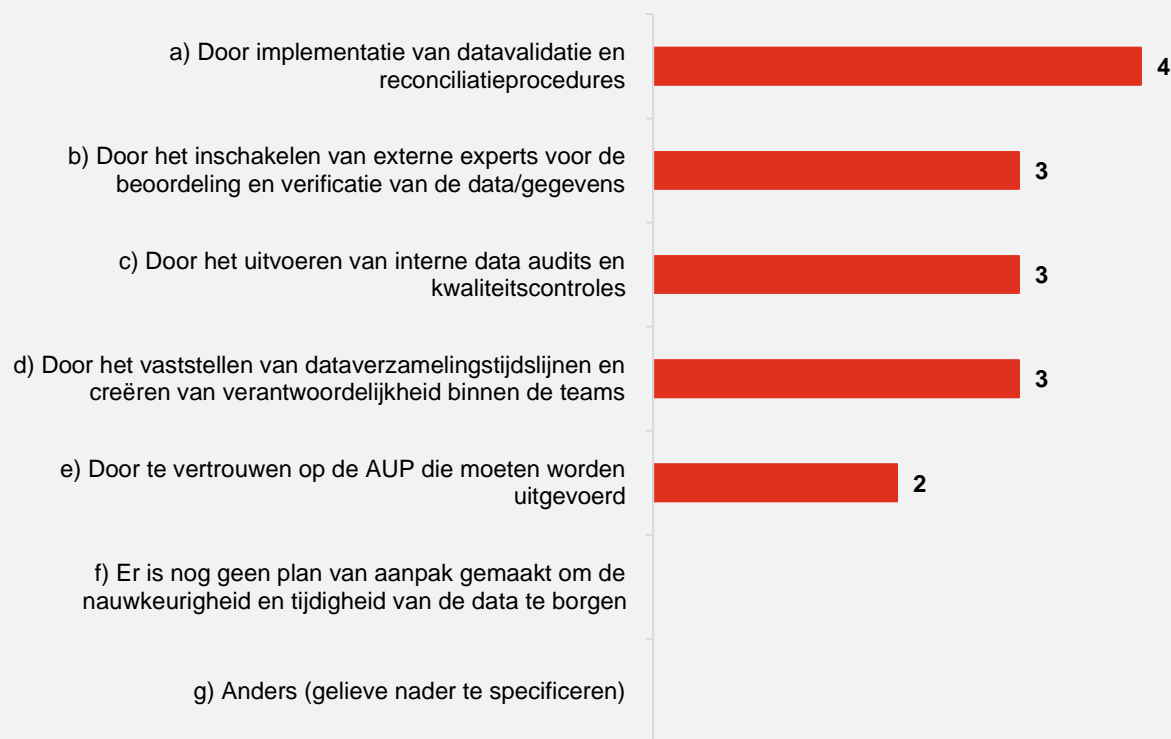 a) Door implementatie van datavalidatie en
reconciliatieprocedures
4
b) Door het inschakelen van externe experts voor de
beoordeling en verificatie van de data/gegevens
3
c) Door het uitvoeren van interne data audits en
kwaliteitscontroles
3
d) Door het vaststellen van dataverzamelingstijdslijnen en
creëren van verantwoordelijkheid binnen de teams
3
e) Door te vertrouwen op de AUP die moeten worden
uitgevoerd
2
f) Er is nog geen plan van aanpak gemaakt om de
nauwkeurigheid en tijdigheid van de data te borgen
g) Anders (gelieve nader te specificeren)